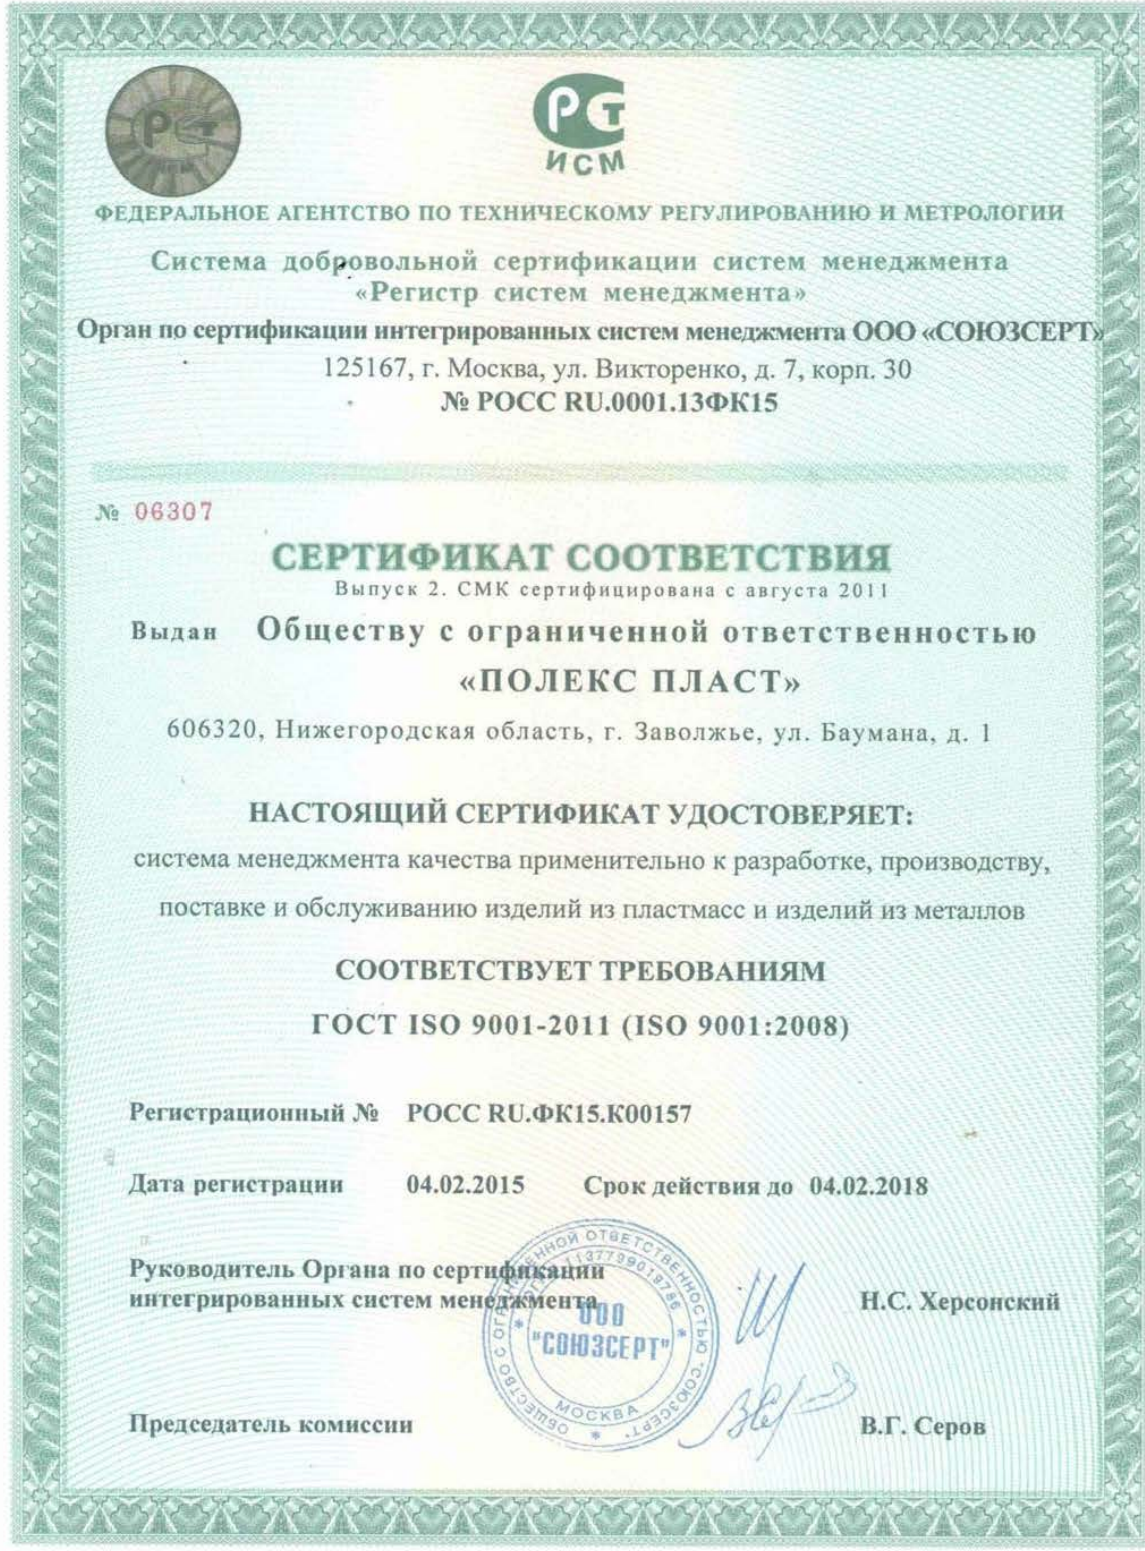 РСТ
ИСМ
РСТ
ИСМ
ФЕДЕРАЛЬНОЕ АГЕНТСТВО ПО ТЕХНИЧЕСКОМУ РЕГУЛИРОВАНИЮ И МЕТРОЛОГИИ
Система добровольной сертификации систем менеджмента
«Регистр систем менеджмента»
Орган по сертификации интегрированных систем менеджмента ООО «СОЮЗСЕРТ»
125167, г. Москва, ул. Викторенко, д. 7, корп. 30
№ РОСС RU.0001.13ФК15
№ 06307
СЕРТИФИКАТ СООТВЕТСТВИЯ
Выпуск 2. СМК сертифицирована с августа 2011
Выдан Обществу с ограниченной ответственностью
«ПОЛЕКС ПЛАСТ»
606320, Нижегородская область, г. Заволжье, ул. Баумана, д. 1
НАСТОЯЩИЙ СЕРТИФИКАТ УДОСТОВЕРЯЕТ:
система менеджмента качества применительно к разработке, производству,
поставке и обслуживанию изделий из пластмасс и изделий из металлов
СООТВЕТСТВУЕТ ТРЕБОВАНИЯМ
ГОСТ ISO 9001-2011 (ISO 9001:2008)
Регистрационный № РОСС RU.ФК15.К00157
Дата регистрации 04.02.2015 Срок действия до 04.02.2018
Руководитель Органа по сертификации
интегрированных систем менеджмента Н.С. Херсонский
ОБЩЕСТВО С ОГРАНИЧЕННОЙ ОТВЕТСТВЕННОСТЬЮ "СОЮЗСЕРТ"
ООО
"СОЮЗСЕРТ"
МОСКВА
Председатель комиссии В.Г. Серов